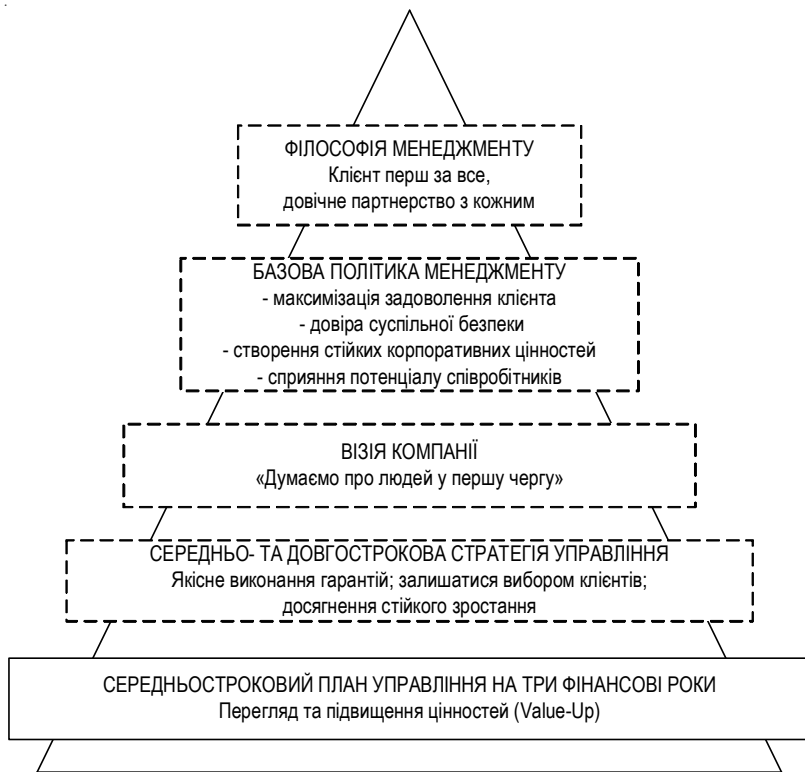 ФІЛОСОФІЯ МЕНЕДЖМЕНТУ
Клієнт перш за все,
довічне партнерство з кожним
БАЗОВА ПОЛІТИКА МЕНЕДЖМЕНТУ
- максимізація задоволення клієнта
- довіра суспільної безпеки
- створення стійких корпоративних цінностей
- сприяння потенціалу співробітників
ВІЗІЯ КОМПАНІЇ
«Думаємо про людей у першу чергу»
СЕРЕДНЬО- ТА ДОВГОСТРОКОВА СТРАТЕГІЯ УПРАВЛІННЯ
Якісне виконання гарантій; залишатися вибором клієнтів;
досягнення стійкого зростання
СЕРЕДНЬОСТРОКОВИЙ ПЛАН УПРАВЛІННЯ НА ТРИ ФІНАНСОВІ РОКИ
Перегляд та підвищення цінностей (Value-Up)